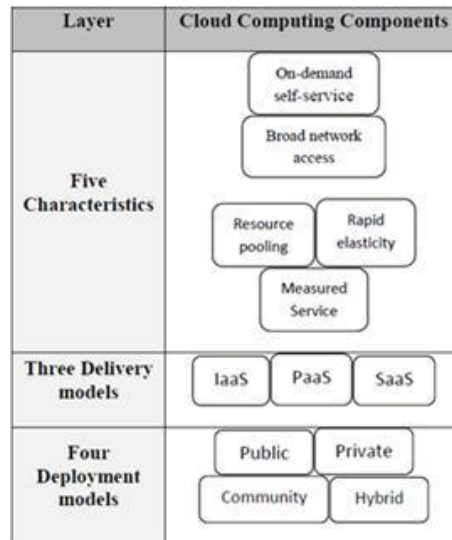 Layer
Cloud Computing Components
Five
Characteristics
On-demand
self-service
Broad network
access
Resource
pooling
Rapid
elasticity
Measured
Service
Three Delivery
models
IaaS
PaaS
SaaS
Four
Deployment
models
Public
Private
Community
Hybrid